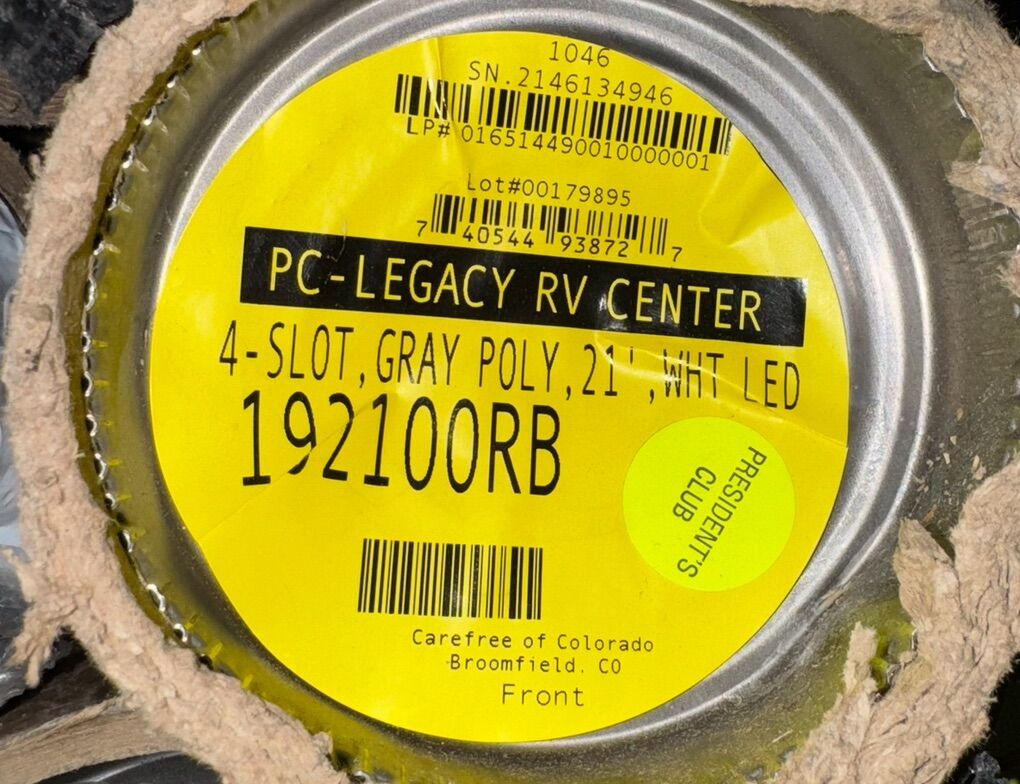 1046
SN.2146134946
LP# 016514490010000001
Lot#00179895
7 40544 93872 7
PC-LEGACY RV CENTER
4-SLOT,GRAY POLY,21',WHT LED
192100RB
PRESIDENT'S
CLUB
Carefree of Colorado
Broomfield. CO
Front